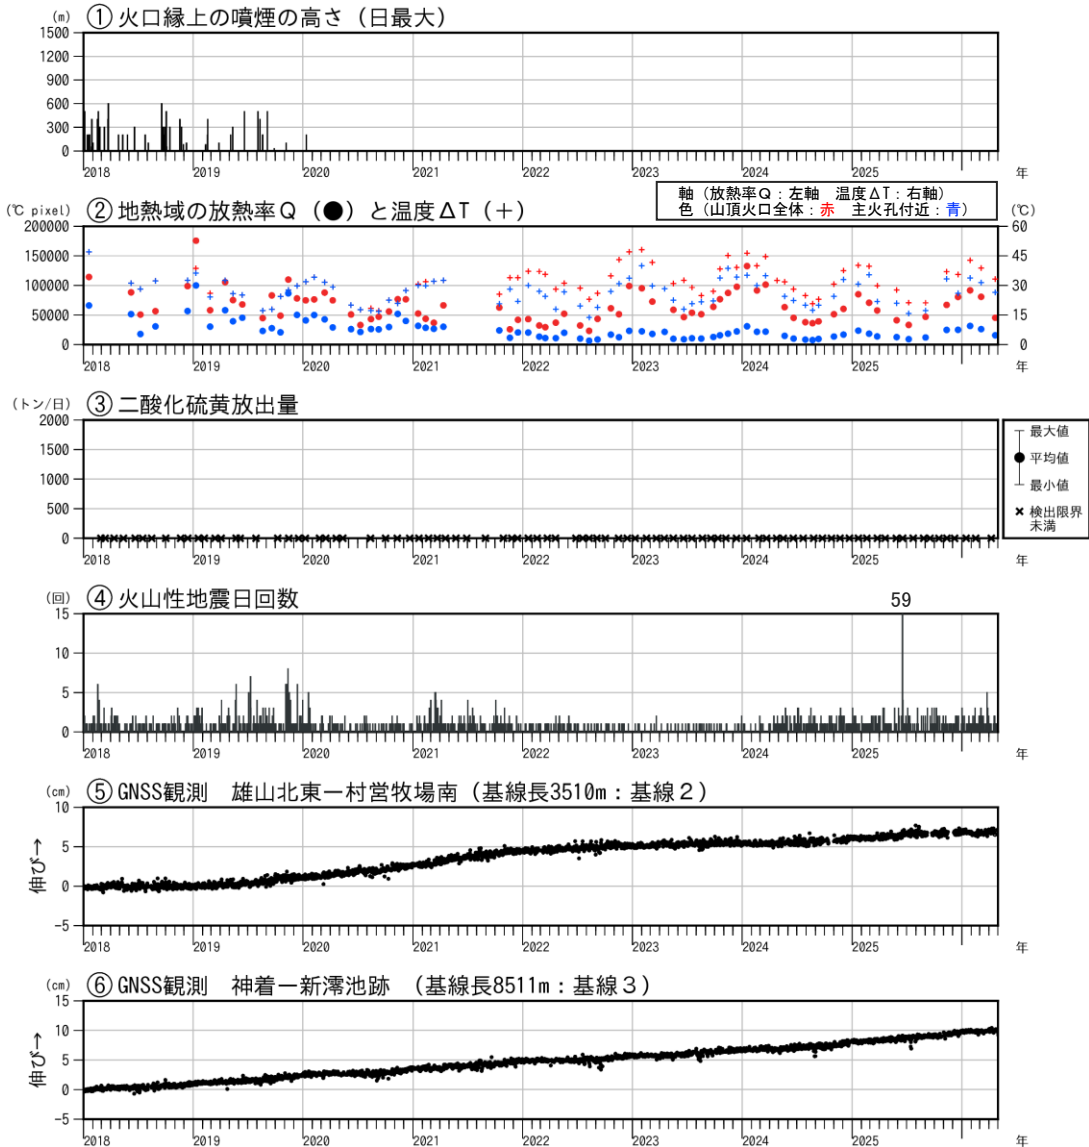 ① 火口縁上の噴煙の高さ（日最大）
(m)
1500
1200
900
600
300
0
2018 2019 2020 2021 2022 2023 2024 2025 年
軸（放熱率Q：左軸　温度ΔT：右軸）
色（山頂火口全体：赤　主火孔付近：青）
(℃ pixel) ② 地熱域の放熱率Q（●）と温度ΔT（＋） (℃)
200000 60
150000 45
100000 30
50000 15
0 0
2018 2019 2020 2021 2022 2023 2024 2025 年
(トン/日) ③ 二酸化硫黄放出量
2000
1500
1000
500
0
2018 2019 2020 2021 2022 2023 2024 2025 年
最大値
平均値
最小値
検出限界
未満
(回) ④ 火山性地震日回数
59
15
10
5
0
2018 2019 2020 2021 2022 2023 2024 2025 年
(cm) ⑤ GNSS観測　雄山北東－村営牧場南（基線長3510m：基線２）
10
5
0
-5
伸び→
2018 2019 2020 2021 2022 2023 2024 2025 年
(cm) ⑥ GNSS観測　神着－新澪池跡　（基線長8511m：基線３）
15
10
5
0
-5
伸び→
2018 2019 2020 2021 2022 2023 2024 2025 年